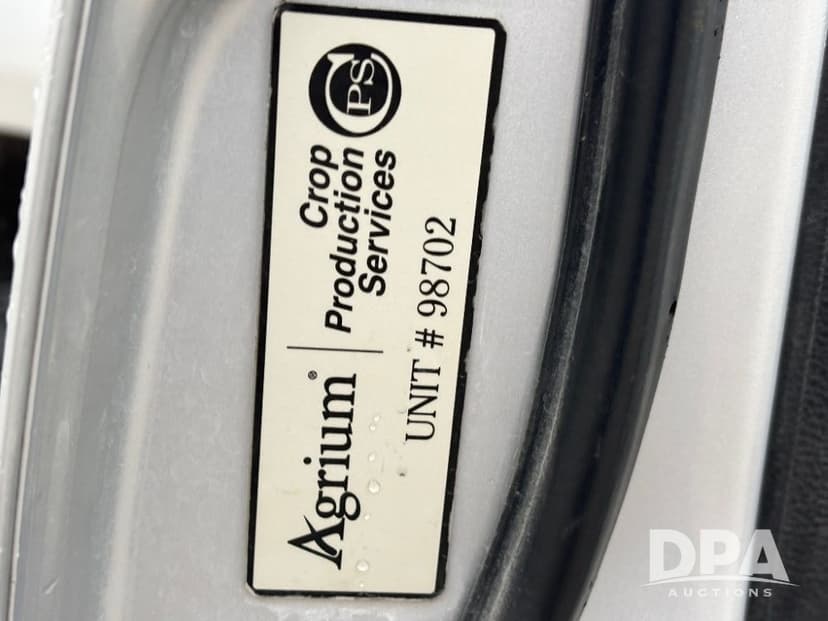 Agrium®
Crop
Production
Services
CPS
UNIT # 98702
DPA
AUCTIONS